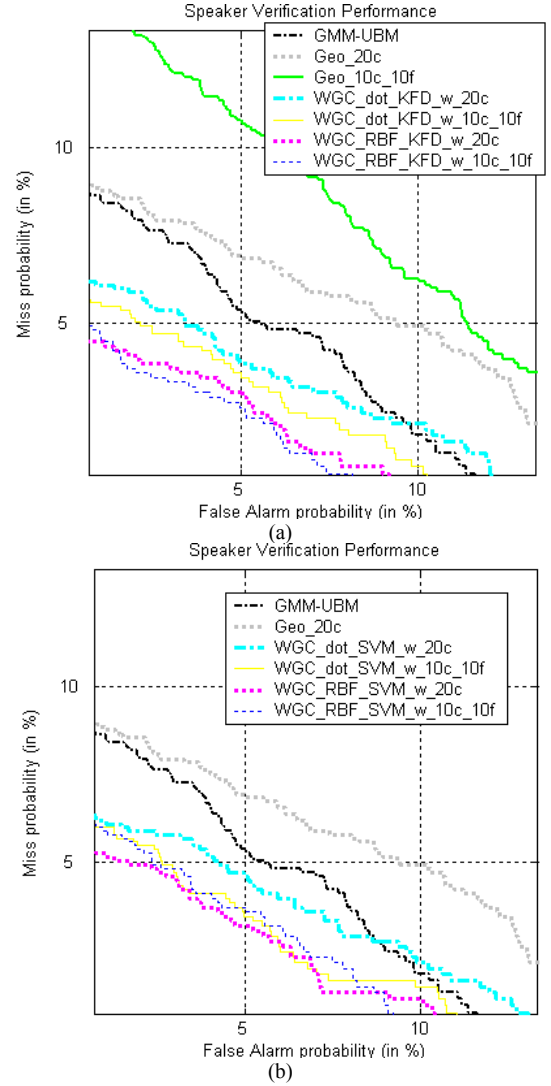 Speaker Verification Performance
GMM-UBM
Geo_20c
Geo_10c_10f
WGC_dot_KFD_w_20c
WGC_dot_KFD_w_10c_10f
WGC_RBF_KFD_w_20c
WGC_RBF_KFD_w_10c_10f
Miss probability (in %)
10
5
5
10
False Alarm probability (in %)
(a)
Speaker Verification Performance
GMM-UBM
Geo_20c
WGC_dot_SVM_w_20c
WGC_dot_SVM_w_10c_10f
WGC_RBF_SVM_w_20c
WGC_RBF_SVM_w_10c_10f
Miss probability (in %)
10
5
5
10
False Alarm probability (in %)
(b)